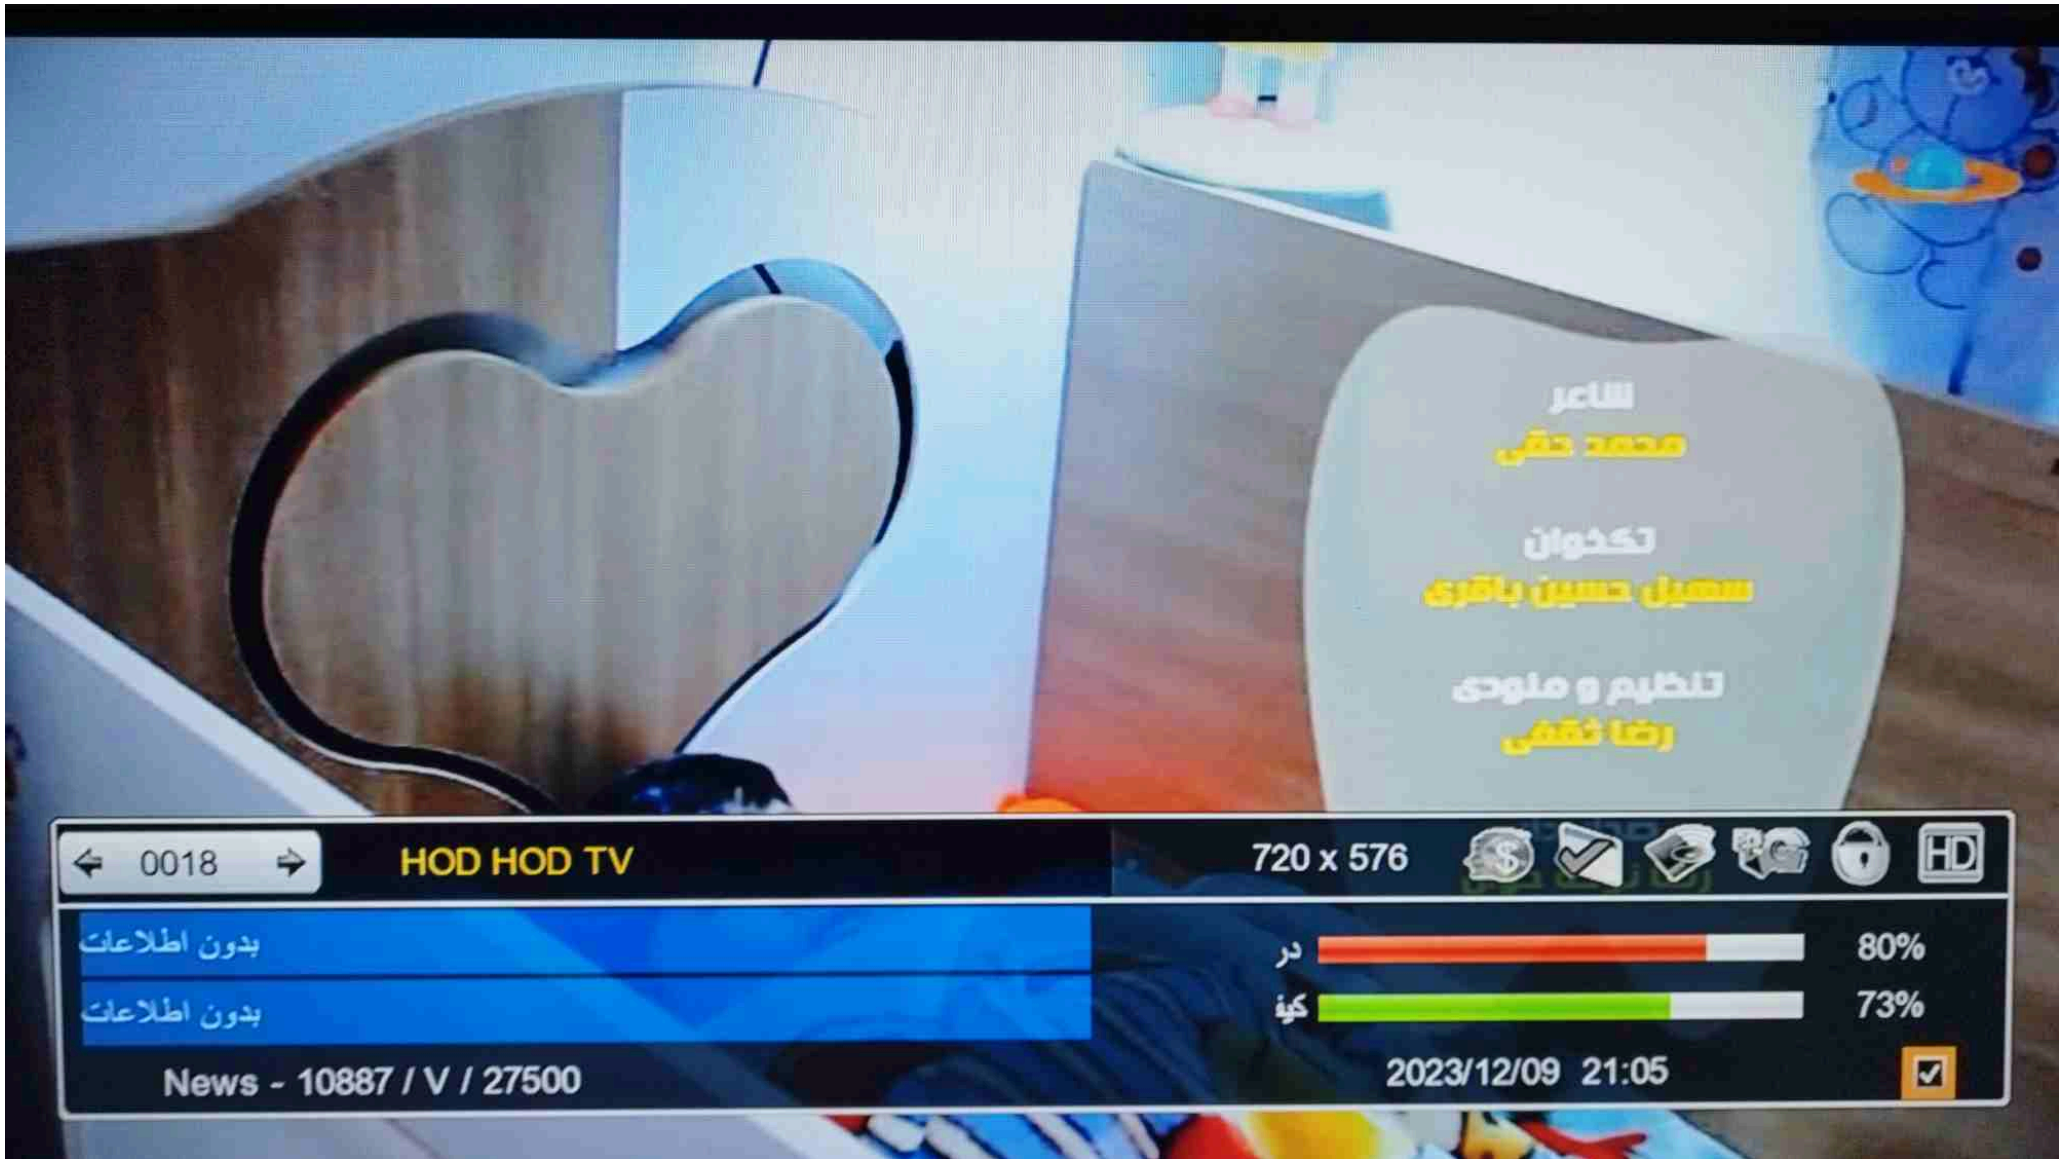 شاعر
محمد حقی
تکخوان
سهیل حسین باقری
تنظیم و ملودی
رضا ثقفی
0018
HOD HOD TV
720 x 576
HD
بدون اطلاعات
در
80%
بدون اطلاعات
کیف
73%
News - 10887 / V / 27500
2023/12/09 21:05